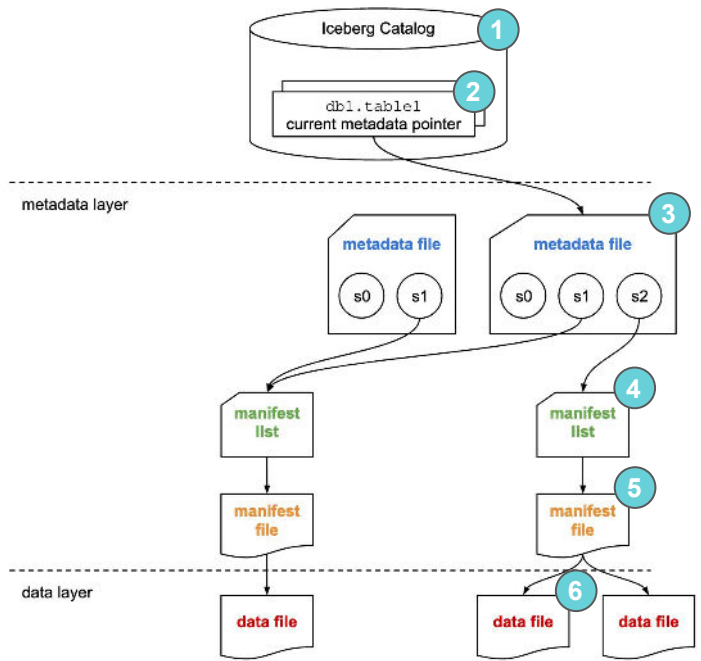 Iceberg Catalog
1
2
db1.table1
current metadata pointer
metadata layer
3
metadata file
metadata file
s0
s1
s0
s1
s2
4
manifest
list
manifest
list
5
manifest
file
manifest
file
data layer
6
data file
data file
data file